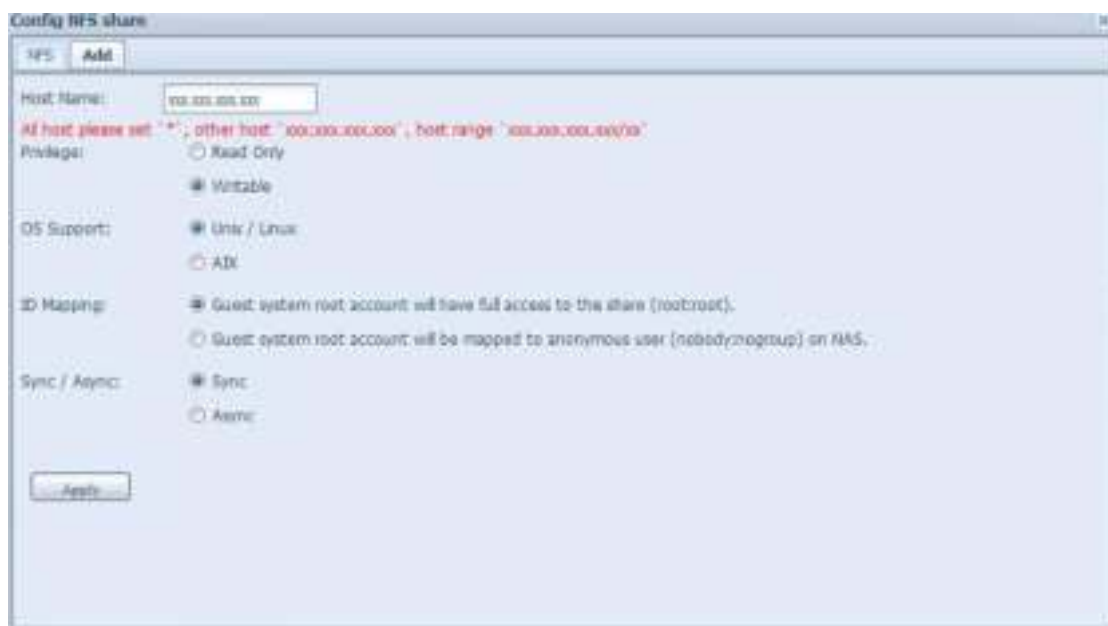 Config NFS share
NFS Add
Host Name: xxx.xxx.xxx.xxx
All host please set `*`, other host `xxx.xxx.xxx.xxx`, host range `xxx.xxx.xxx.xxx/xx`
Privilege: Read Only
Writable
OS Support: Unix / Linux
AIX
ID Mapping: Guest system root account will have full access to the share (root:root).
Guest system root account will be mapped to anonymous user (nobody:nogroup) on NAS.
Sync / Async: Sync
Async
Apply